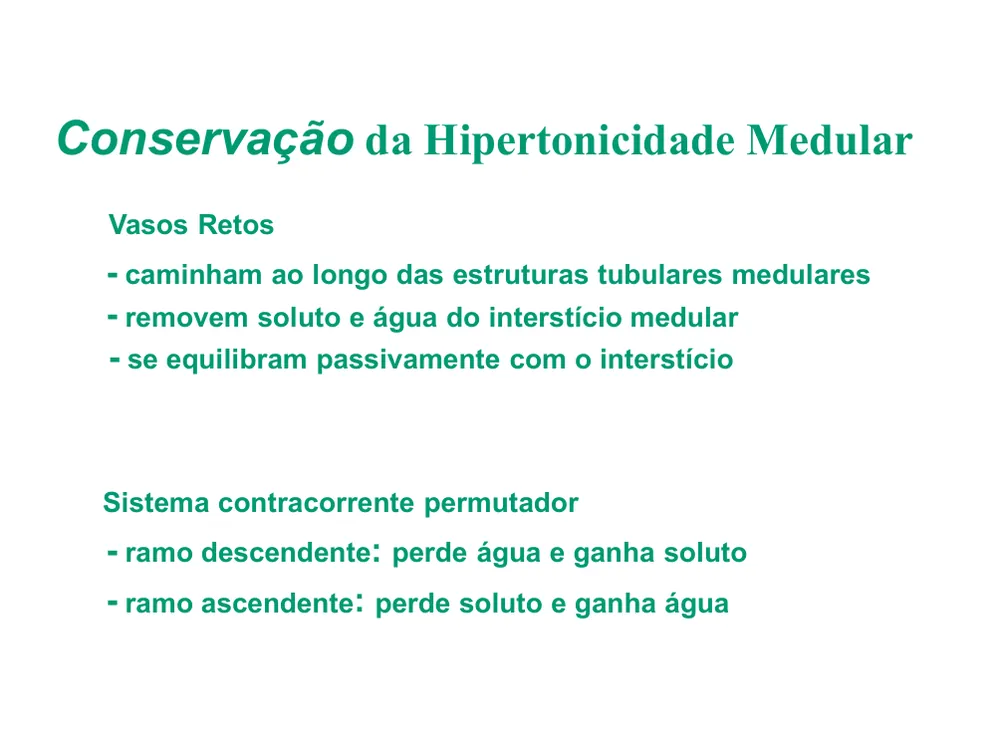 Conservação da Hipertonicidade Medular
Vasos Retos
- caminham ao longo das estruturas tubulares medulares
- removem soluto e água do interstício medular
- se equilibram passivamente com o interstício
Sistema contracorrente permutador
- ramo descendente: perde água e ganha soluto
- ramo ascendente: perde soluto e ganha água